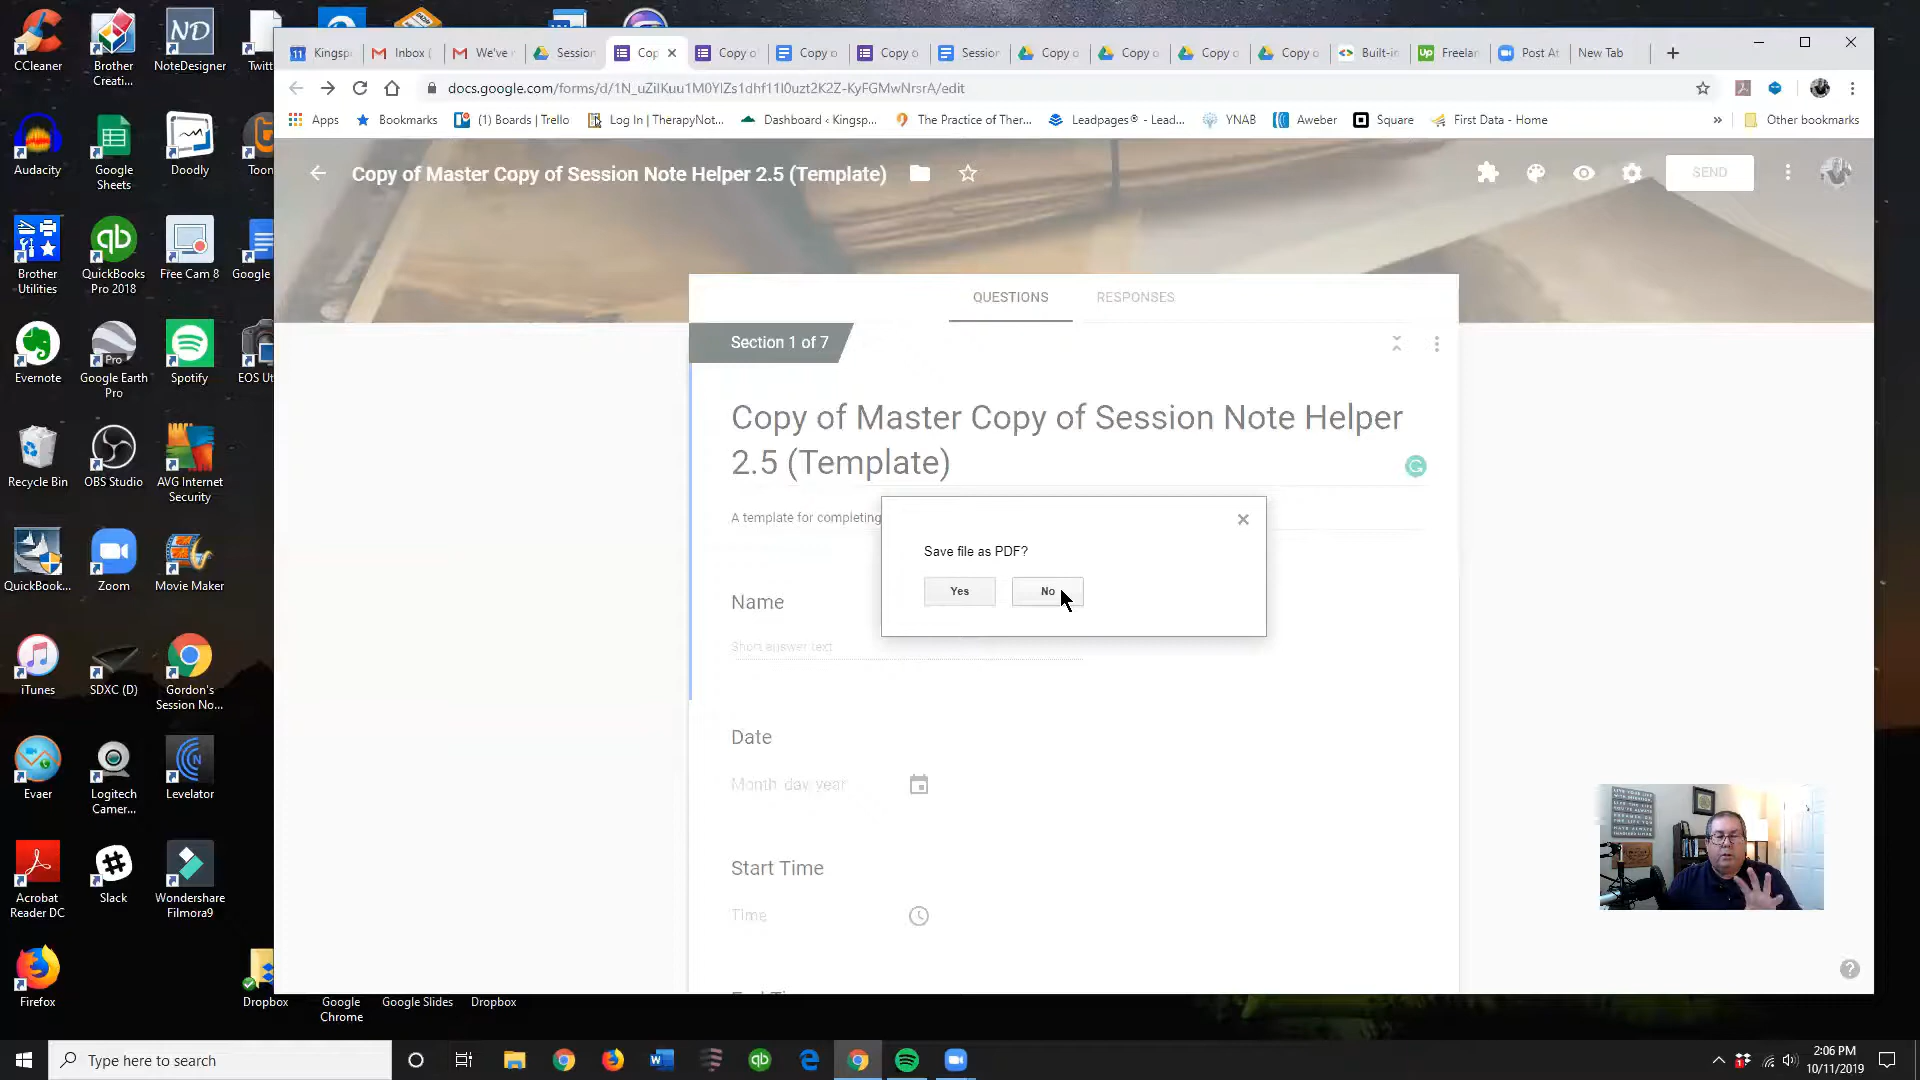 CCleaner
Brother
Creati...
NoteDesigner
Twitt
Audacity
Google
Sheets
Doodly
Toon
Brother
Utilities
QuickBooks
Pro 2018
Free Cam 8
Google
Evernote
Google Earth
Pro
Spotify
EOS Ut
Recycle Bin
OBS Studio
AVG Internet
Security
QuickBook...
Zoom
Movie Maker
iTunes
SDXC (D)
Gordon's
Session No...
Evaer
Logitech
Camer...
Levelator
Acrobat
Reader DC
Slack
Wondershare
Filmora9
Firefox
Dropbox
Google
Chrome
Google Slides
Dropbox
11 Kingsp
Inbox (
We've
Session
Cop
Copy o
Copy o
Copy o
Session
Copy o
Copy o
Copy o
Copy o
Built-in
Up Freelan
Post At
New Tab
Apps
Bookmarks
(1) Boards | Trello
Log In | TherapyNot...
Dashboard ‹ Kingsp...
The Practice of Ther...
Leadpages® - Lead...
YNAB
Aweber
Square
First Data - Home
»
Other bookmarks
Copy of Master Copy of Session Note Helper 2.5 (Template)
SEND
QUESTIONS
RESPONSES
Section 1 of 7
Copy of Master Copy of Session Note Helper
2.5 (Template)
A template for completing
Save file as PDF?
Yes
No
Name
Short answer text
Date
Month, day, year
Start Time
Time
Type here to search
2:06 PM
10/11/2019